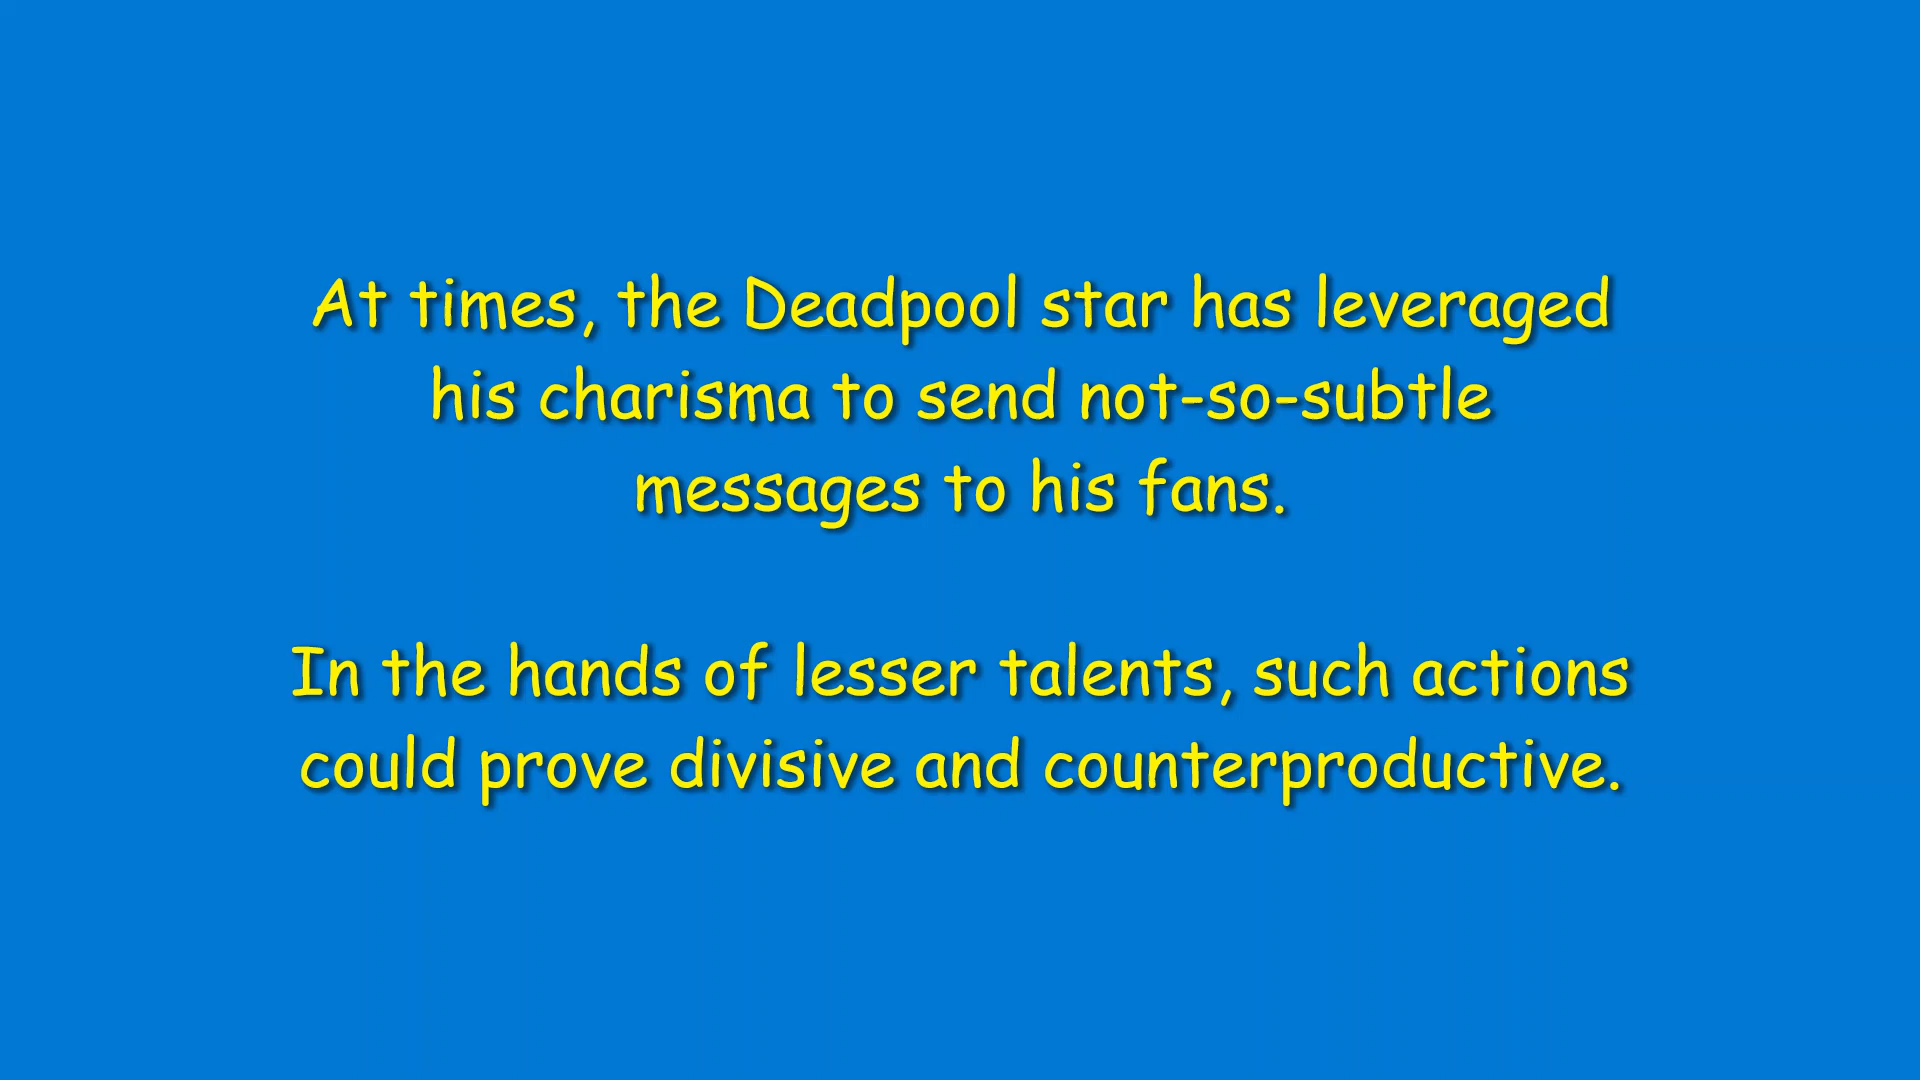 At times, the Deadpool star has leveraged
his charisma to send not-so-subtle
messages to his fans.
In the hands of lesser talents, such actions
could prove divisive and counterproductive.